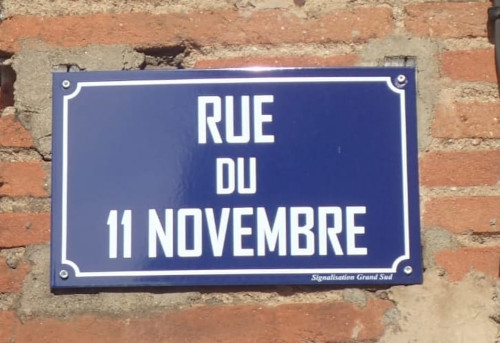 RUE
DU
11 NOVEMBRE
Signalisation Grand Sud